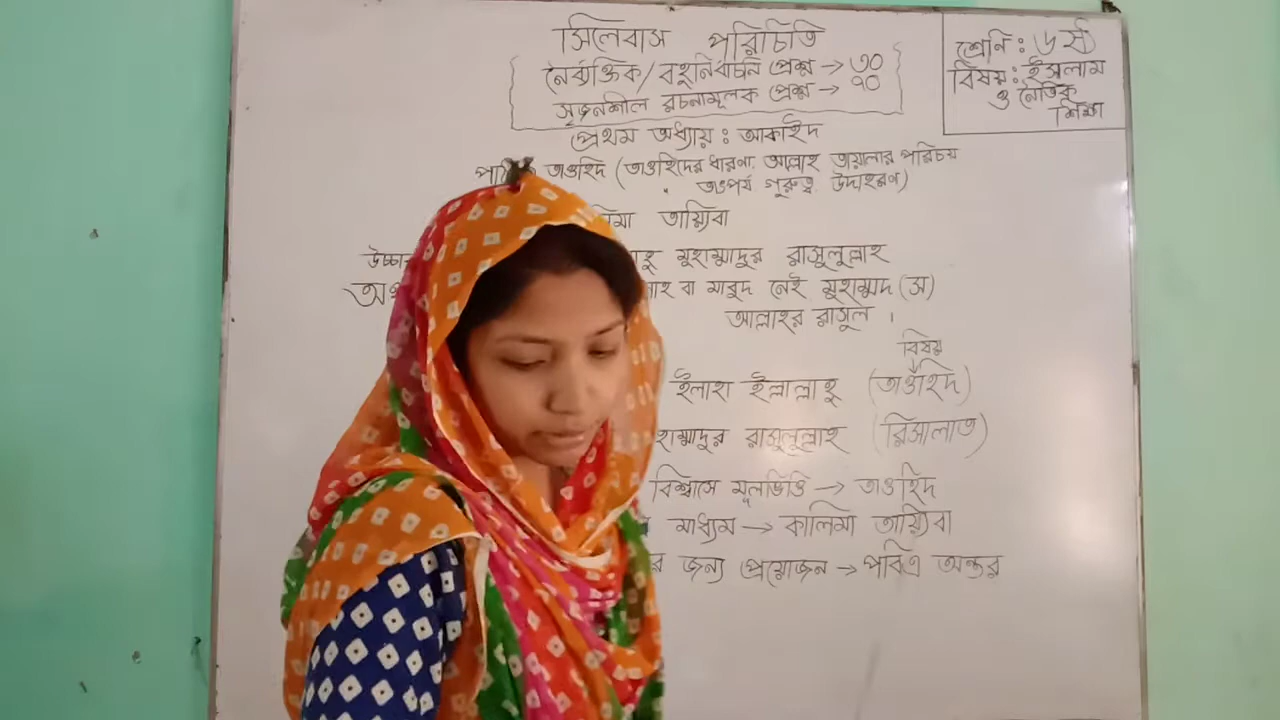 সিলেবাস পরিচিতি
নৈর্ব্যক্তিক/বহুনির্বাচনি প্রশ্ন → ৩০
সৃজনশীল রচনামূলক প্রশ্ন → ৭০
শ্রেণি : ৬ষ্ঠ
বিষয় : ইসলাম
ও নৈতিক
শিক্ষা
প্রথম অধ্যায় : আকাইদ
তাওহিদ (তাওহিদের ধারণা আল্লাহ তায়ালার পরিচয়
তাৎপর্য গুরুত্ব উদাহরণ)
তায়্যিবা
মুহাম্মাদুর রাসুলুল্লাহ
বা মাবুদ নেই মুহাম্মদ (স)
আল্লাহর রাসুল ।
বিষয়
ইলাহা ইল্লাল্লাহু (তাওহিদ)
রাসুলুল্লাহ (রিসালাত)
বিশ্বাসে মূলভিত্তি → তাওহিদ
মাধ্যম → কালিমা তায়্যিবা
জন্য প্রয়োজন → পবিত্র অন্তর